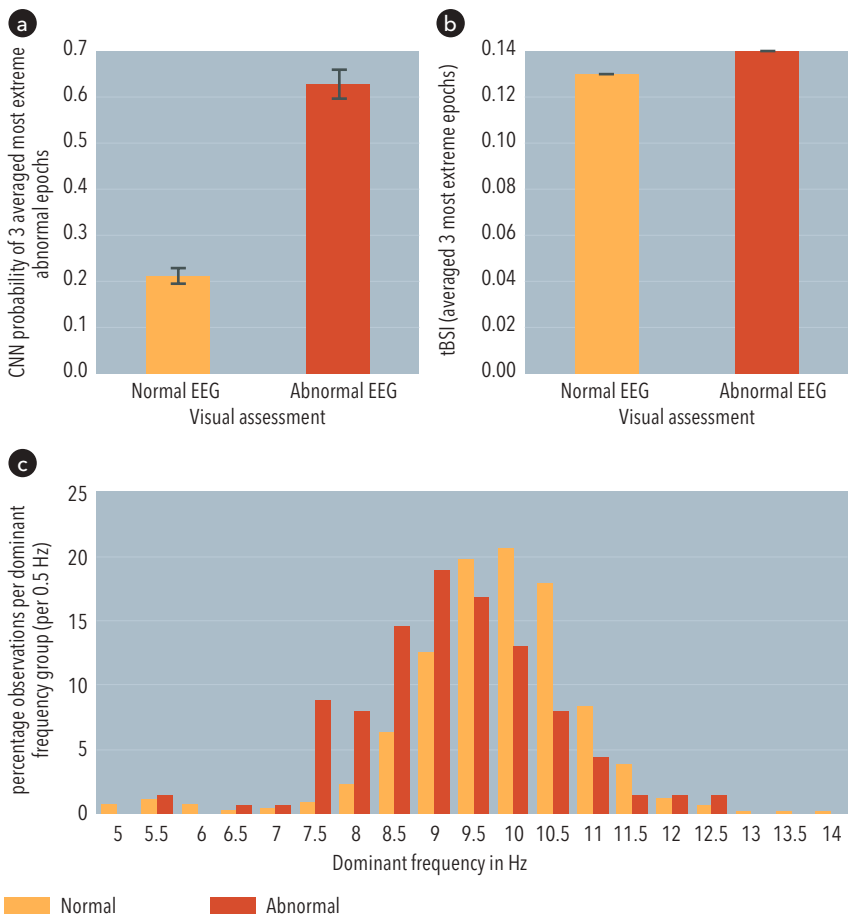 a
CNN probability of 3 averaged most extreme
abnormal epochs
0.7
0.6
0.5
0.4
0.3
0.2
0.1
0.0
Normal EEG Abnormal EEG
Visual assessment
b
tBSI (averaged 3 most extreme epochs)
0.14
0.12
0.10
0.08
0.06
0.04
0.02
0.00
Normal EEG Abnormal EEG
Visual assessment
c
percentage observations per dominant
frequency group (per 0.5 Hz)
25
20
15
10
5
0
5 5.5 6 6.5 7 7.5 8 8.5 9 9.5 10 10.5 11 11.5 12 12.5 13 13.5 14
Dominant frequency in Hz
Normal Abnormal